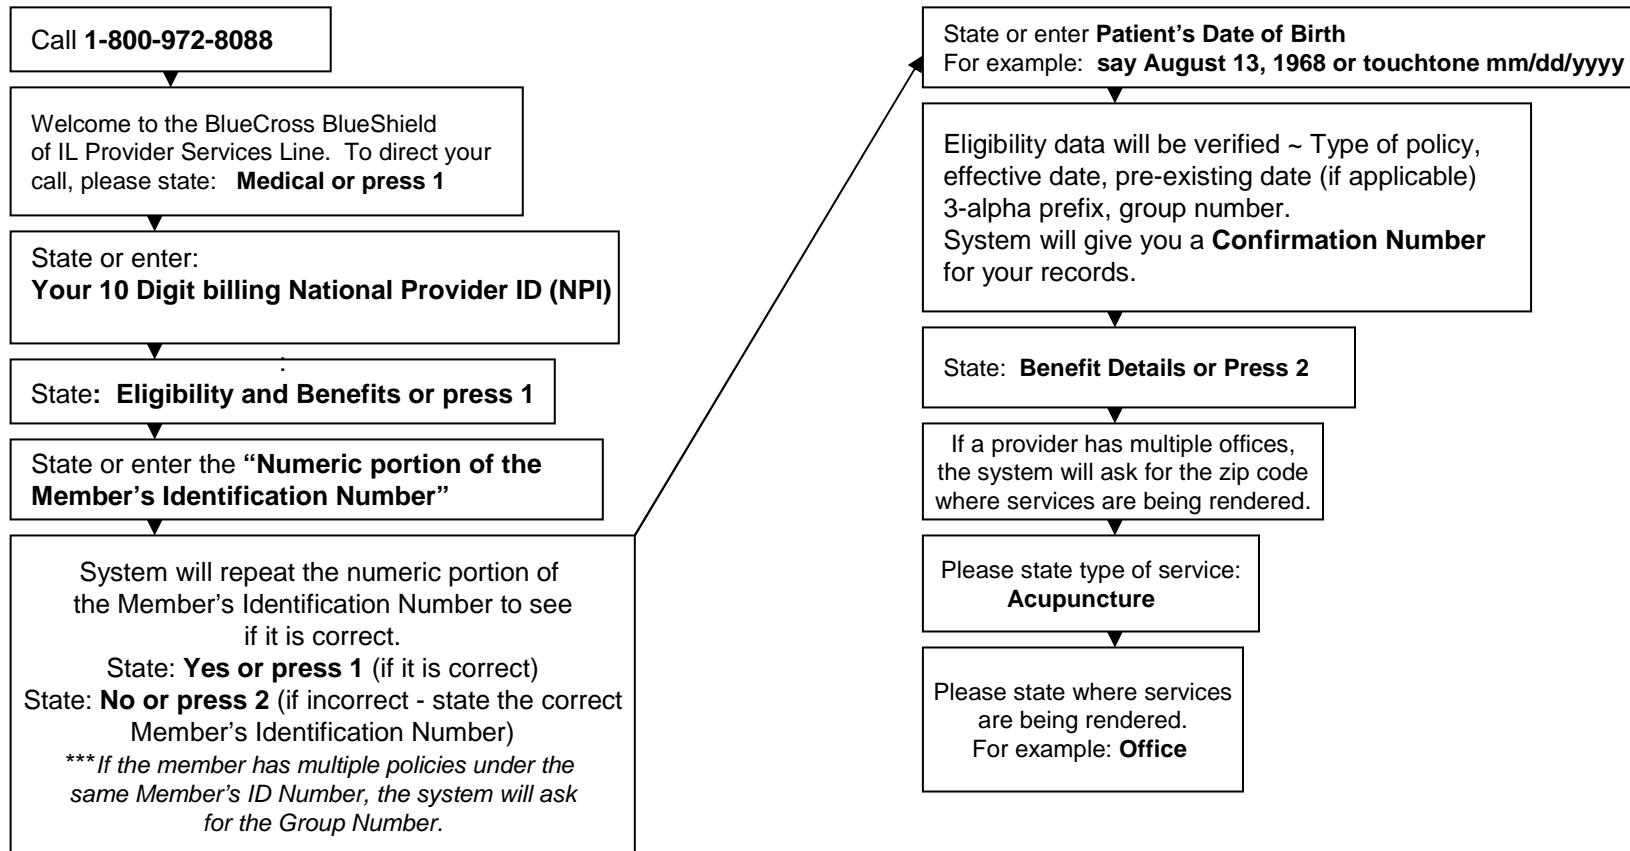 Call 1-800-972-8088
Welcome to the BlueCross BlueShield
of IL Provider Services Line.  To direct your
call, please state:   Medical or press 1
State or enter:
Your 10 Digit billing National Provider ID (NPI)
:
State:  Eligibility and Benefits or press 1
State or enter the “Numeric portion of the
Member’s Identification Number”
System will repeat the numeric portion of
the Member’s Identification Number to see
if it is correct.
State: Yes or press 1 (if it is correct)
State: No or press 2 (if incorrect - state the correct
Member’s Identification Number)
***If the member has multiple policies under the
same Member’s ID Number, the system will ask
for the Group Number.
State or enter Patient’s Date of Birth
For example:  say August 13, 1968 or touchtone mm/dd/yyyy
Eligibility data will be verified ~ Type of policy,
effective date, pre-existing date (if applicable)
3-alpha prefix, group number.
System will give you a Confirmation Number
for your records.
State:  Benefit Details or Press 2
If a provider has multiple offices,
the system will ask for the zip code
where services are being rendered.
Please state type of service:
Acupuncture
Please state where services
are being rendered.
For example: Office